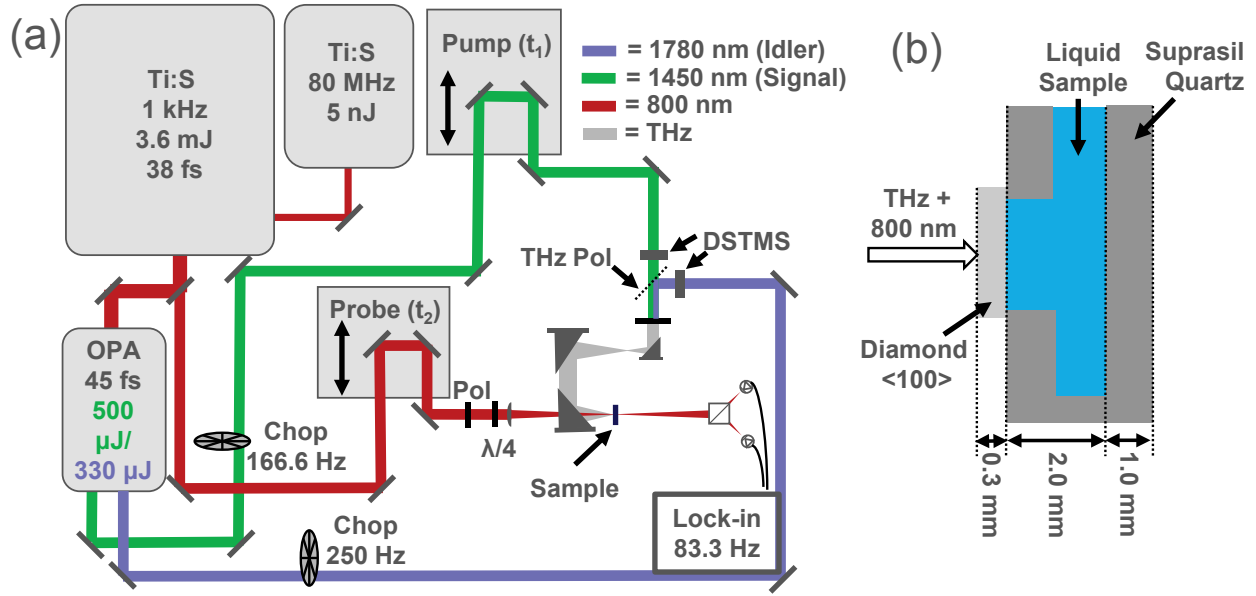 (a)
Ti:S
1 kHz
3.6 mJ
38 fs
Ti:S
80 MHz
5 nJ
Pump (t₁)
= 1780 nm (Idler)
= 1450 nm (Signal)
= 800 nm
= THz
DSTMS
THz Pol
Probe (t₂)
OPA
45 fs
500
µJ/
330 µJ
Chop
166.6 Hz
Pol
λ/4
Sample
Chop
250 Hz
Lock-in
83.3 Hz
(b)
Liquid
Sample
Suprasil
Quartz
THz +
800 nm
Diamond
<100>
0.3 mm
2.0 mm
1.0 mm